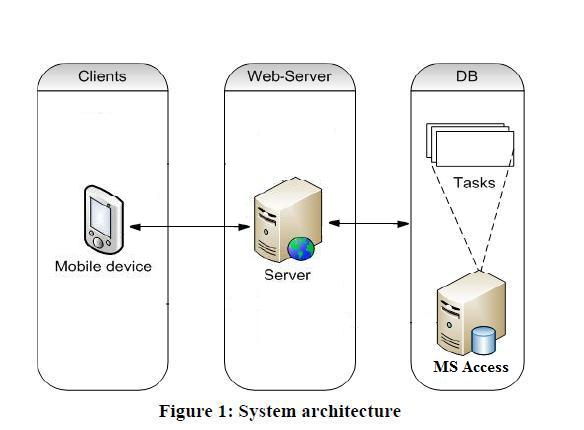 Clients
Web-Server
DB
Tasks
Mobile device
Server
MS Access
Figure 1: System architecture